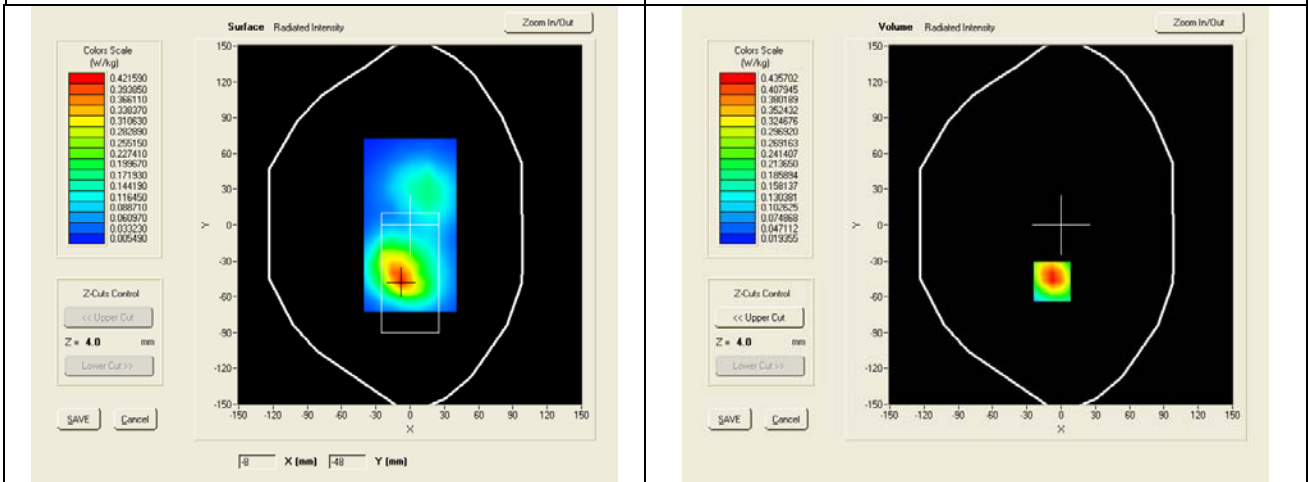 Surface Radiated Intensity
Zoom In/Out
Colors Scale
(W/kg)
0.421590
0.393850
0.366110
0.338370
0.310630
0.282890
0.255150
0.227410
0.199670
0.171930
0.144190
0.116450
0.088710
0.060970
0.033230
0.005490
Z-Cuts Control
<< Upper Cut
Z = 4.0 mm
Lower Cut >>
SAVE Cancel
150
120
90
60
30
0
-30
-60
-90
-120
-150
Y
-150 -120 -90 -60 -30 0 30 60 90 120 150
X
-8 X (mm) -48 Y (mm)
Volume Radiated Intensity
Zoom In/Out
Colors Scale
(W/kg)
0.435702
0.407945
0.380189
0.352432
0.324676
0.296920
0.269163
0.241407
0.213650
0.185894
0.158137
0.130381
0.102625
0.074868
0.047112
0.019355
Z-Cuts Control
<< Upper Cut
Z = 4.0 mm
Lower Cut >>
SAVE Cancel
150
120
90
60
30
0
-30
-60
-90
-120
-150
Y
-150 -120 -90 -60 -30 0 30 60 90 120 150
X